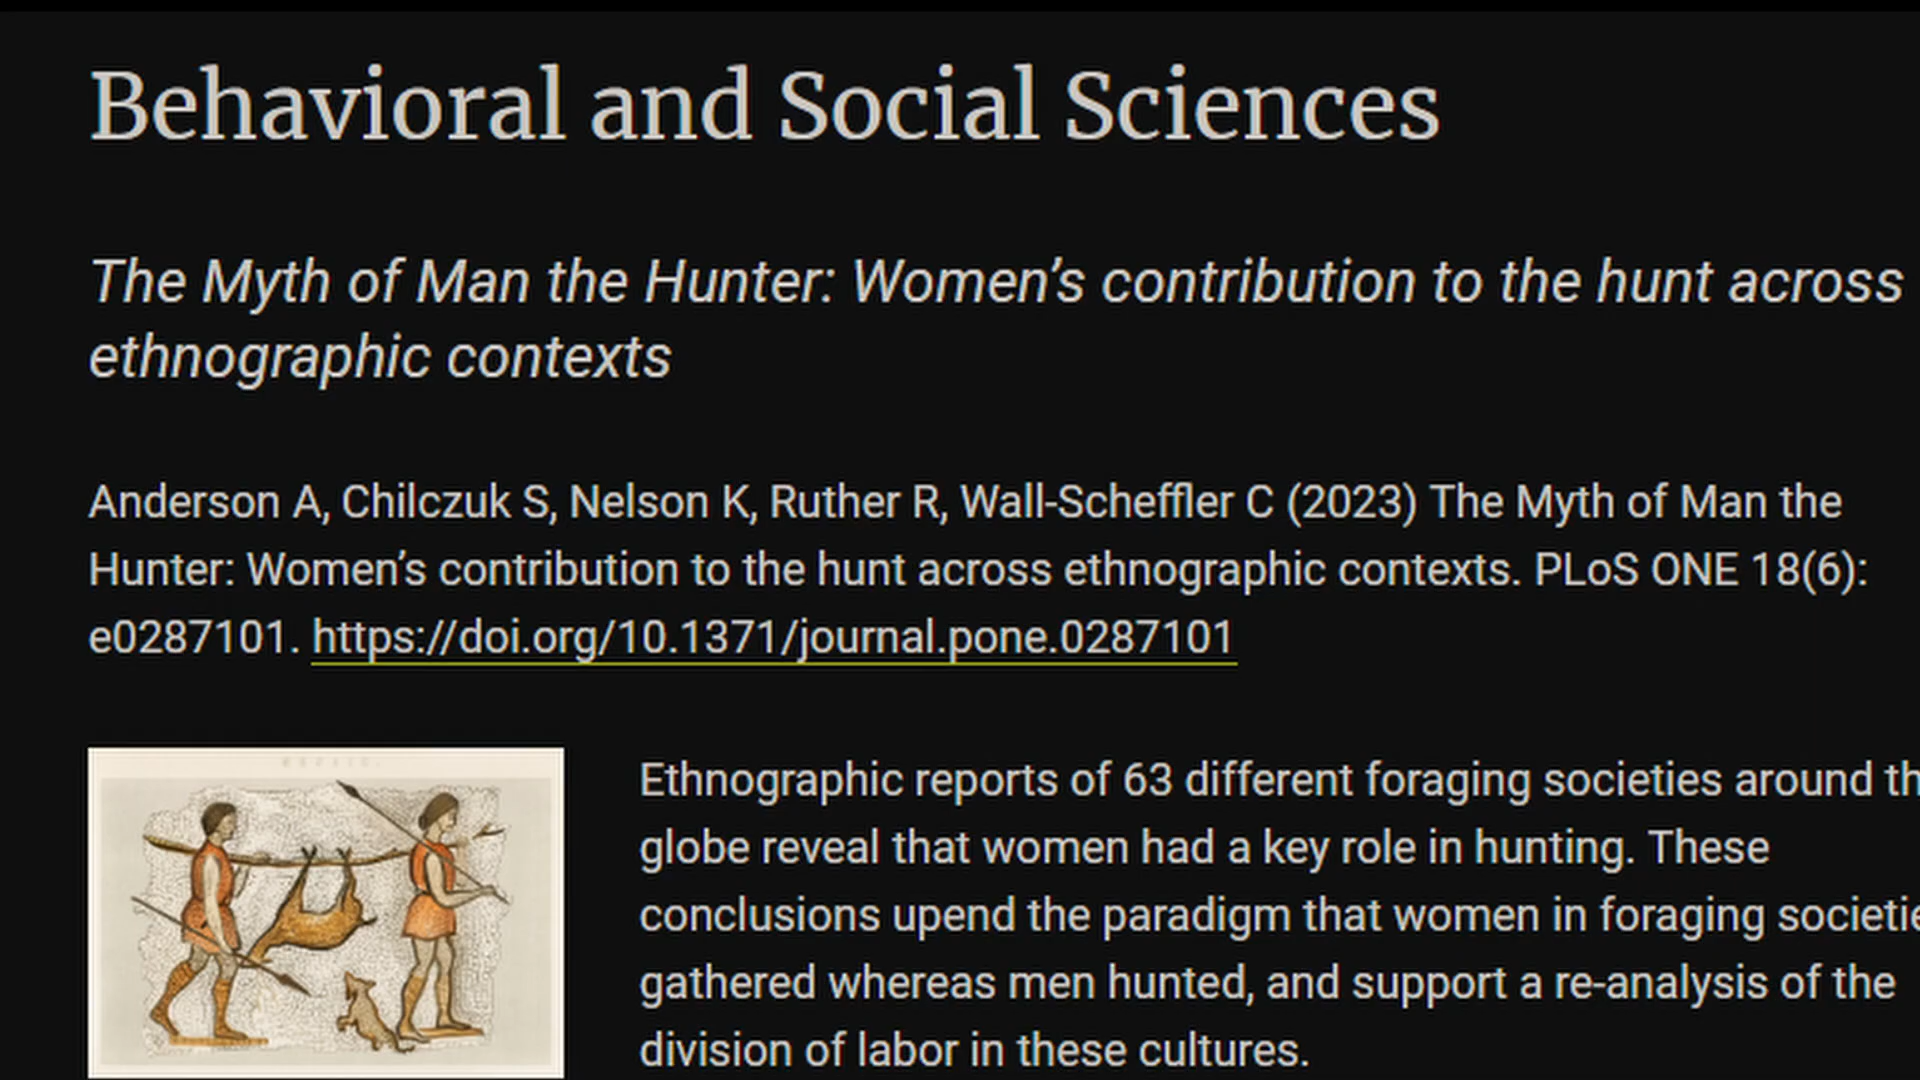 Behavioral and Social Sciences
The Myth of Man the Hunter: Women’s contribution to the hunt across
ethnographic contexts
Anderson A, Chilczuk S, Nelson K, Ruther R, Wall-Scheffler C (2023) The Myth of Man the
Hunter: Women’s contribution to the hunt across ethnographic contexts. PLoS ONE 18(6):
e0287101. https://doi.org/10.1371/journal.pone.0287101
Ethnographic reports of 63 different foraging societies around th
globe reveal that women had a key role in hunting. These
conclusions upend the paradigm that women in foraging societie
gathered whereas men hunted, and support a re-analysis of the
division of labor in these cultures.